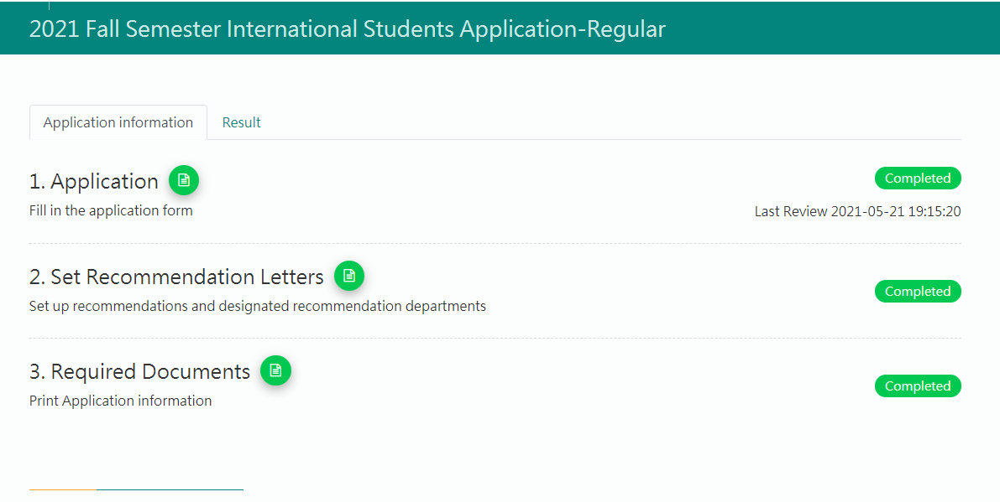 2021 Fall Semester International Students Application-Regular
Application information
Result
1. Application
Completed
Fill in the application form
Last Review 2021-05-21 19:15:20
2. Set Recommendation Letters
Completed
Set up recommendations and designated recommendation departments
3. Required Documents
Completed
Print Application information